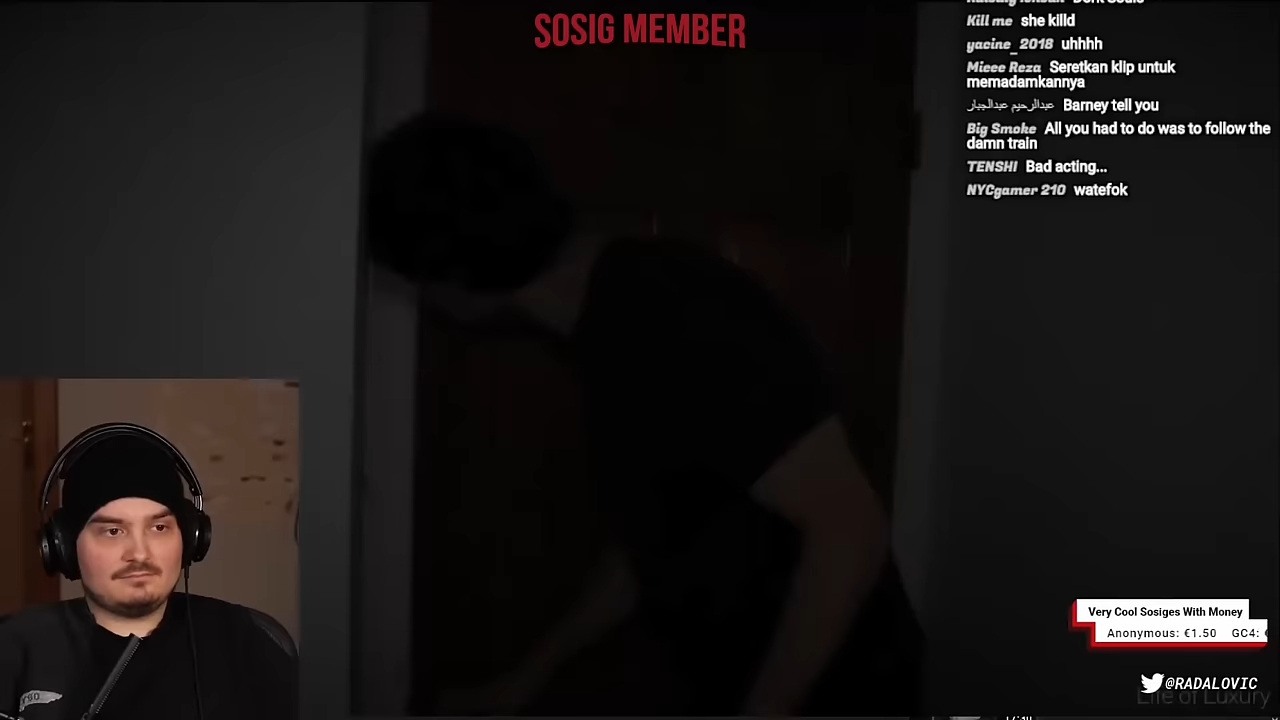 SOSIG MEMBER
Kill me she killd
yacine_2018 uhhhh
Mieee Reza Seretkan klip untuk
memadamkannya
عبدالرحيم عبدالجبار Barney tell you
Big Smoke All you had to do was to follow the
damn train
TENSHI Bad acting...
NYCgamer 210 watefok
Very Cool Sosiges With Money
Anonymous: €1.50 GC4: €
@RADALOVIC
Life of Luxury